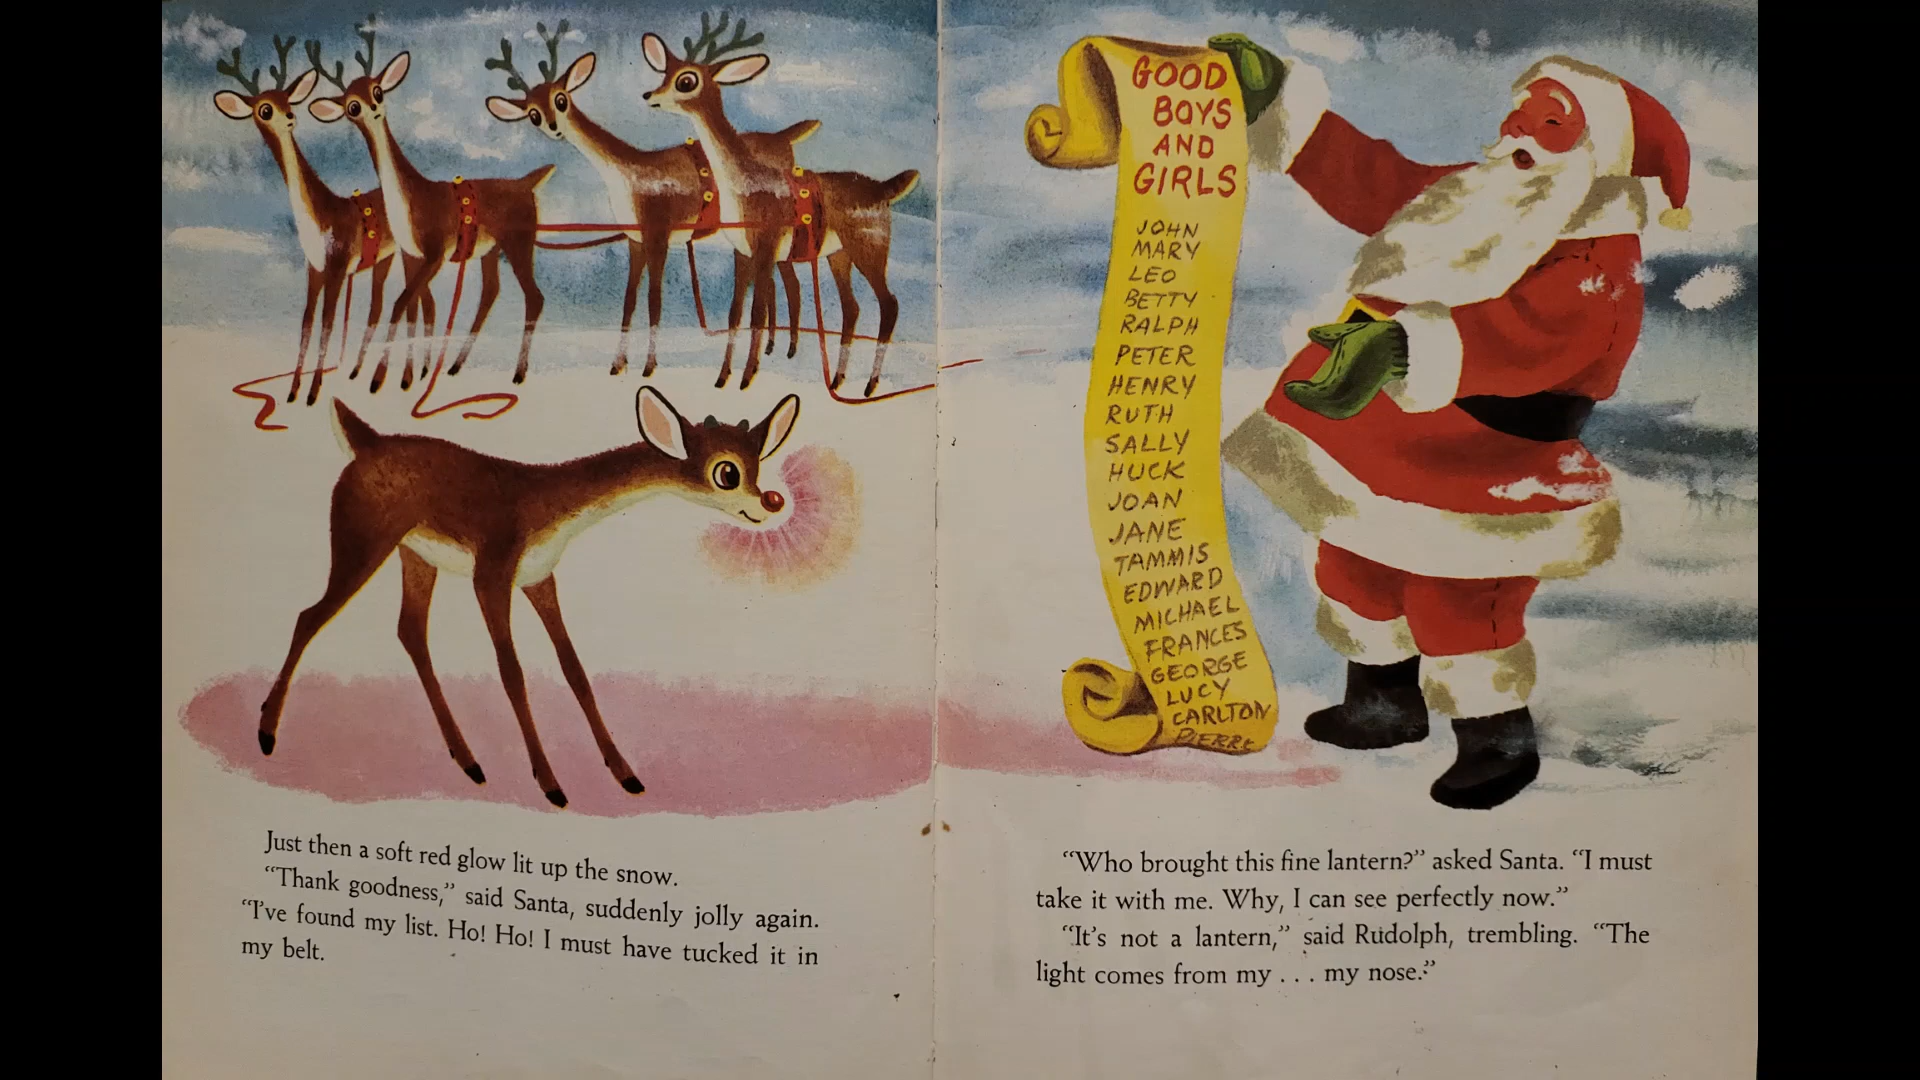 Just then a soft red glow lit up the snow.
“Thank goodness,” said Santa, suddenly jolly again.
“I’ve found my list. Ho! Ho! I must have tucked it in
my belt.
GOOD
BOYS
AND
GIRLS
JOHN
MARY
LEO
BETTY
RALPH
PETER
HENRY
RUTH
SALLY
HUCK
JOAN
JANE
TAMMIS
EDWARD
MICHAEL
FRANCES
GEORGE
LUCY
CARLTON
PIERRE
“Who brought this fine lantern?” asked Santa. “I must
take it with me. Why, I can see perfectly now.”
“It’s not a lantern,” said Rudolph, trembling. “The
light comes from my . . . my nose.”